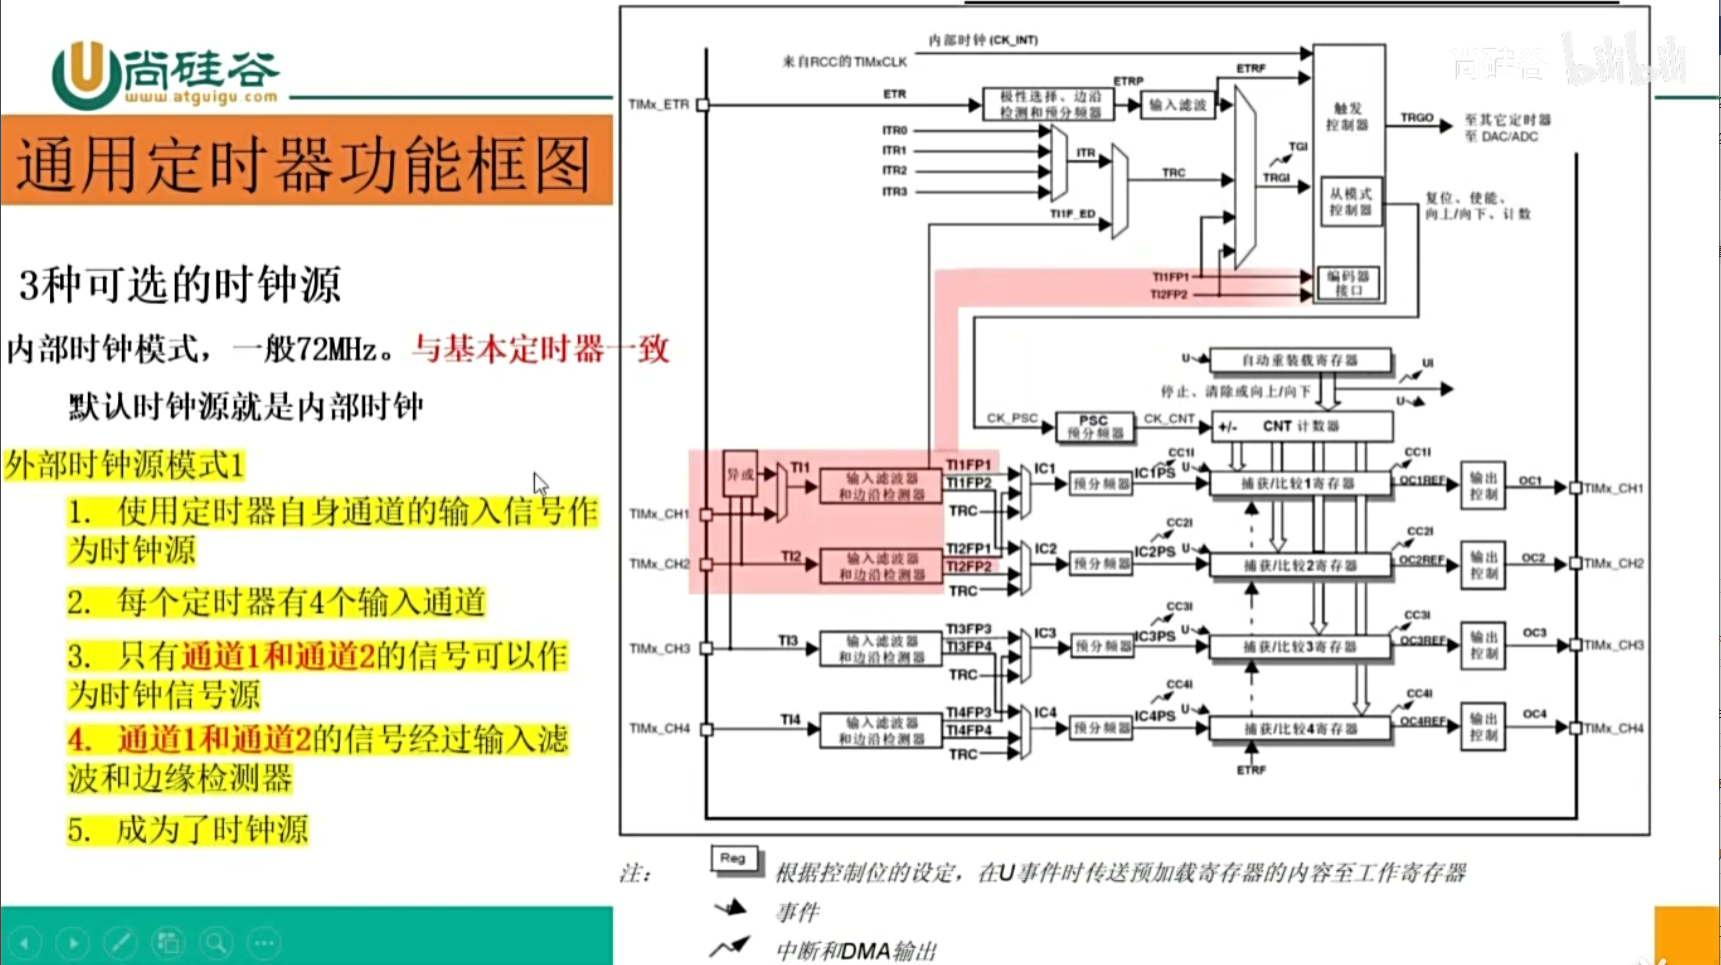 尚硅谷
www.atguigu.com
通用定时器功能框图
3种可选的时钟源
内部时钟模式，一般72MHz。与基本定时器一致
默认时钟源就是内部时钟
外部时钟源模式1
1. 使用定时器自身通道的输入信号作
为时钟源
2. 每个定时器有4个输入通道
3. 只有通道1和通道2的信号可以作
为时钟信号源
4. 通道1和通道2的信号经过输入滤
波和边缘检测器
5. 成为了时钟源
尚硅谷 bilibili
内部时钟(CK_INT)
来自RCC的TIMxCLK
TIMx_ETR
ETR
极性选择、边沿
检测和预分频器
ETRP
输入滤波
ETRF
触发
控制器
TRGO
至其它定时器
至 DAC/ADC
ITR0
ITR1
ITR2
ITR3
ITR
TRC
TI1F_ED
TGI
TRGI
从模式
控制器
复位、使能、
向上/向下、计数
TI1FP1
TI2FP2
编码器
接口
U
自动重装载寄存器
UI
U
停止、清除或向上/向下
CK_PSC
PSC
预分频器
CK_CNT
+/-
CNT 计数器
异或
TIMx_CH1
TI1
输入滤波器
和边沿检测器
TI1FP1
TI1FP2
TRC
IC1
预分频器
IC1PS
CC1I
U
捕获/比较1寄存器
CC1I
OC1REF
输出
控制
OC1
TIMx_CH1
TIMx_CH2
TI2
输入滤波器
和边沿检测器
TI2FP1
TI2FP2
TRC
IC2
预分频器
IC2PS
CC2I
U
捕获/比较2寄存器
CC2I
OC2REF
输出
控制
OC2
TIMx_CH2
TIMx_CH3
TI3
输入滤波器
和边沿检测器
TI3FP3
TI3FP4
TRC
IC3
预分频器
IC3PS
CC3I
U
捕获/比较3寄存器
CC3I
OC3REF
输出
控制
OC3
TIMx_CH3
TIMx_CH4
TI4
输入滤波器
和边沿检测器
TI4FP3
TI4FP4
TRC
IC4
预分频器
IC4PS
CC4I
U
捕获/比较4寄存器
CC4I
OC4REF
输出
控制
OC4
TIMx_CH4
ETRF
注：
Reg
根据控制位的设定，在U事件时传送预加载寄存器的内容至工作寄存器
事件
中断和DMA输出